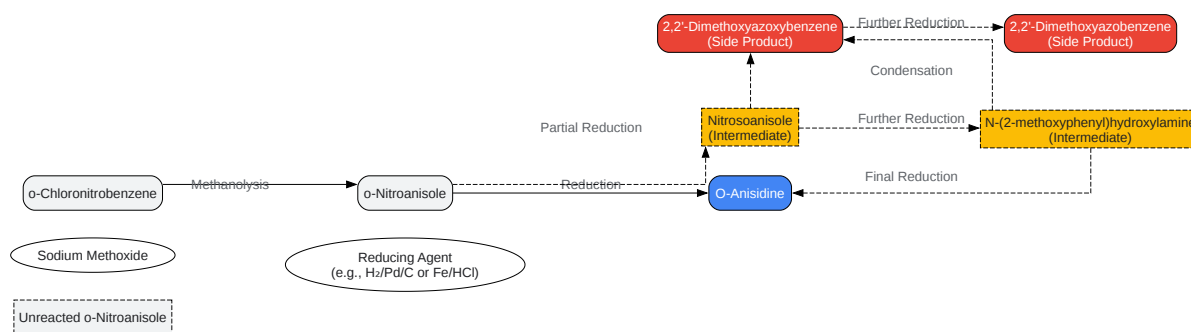 2,2'-Dimethoxyazoxybenzene
(Side Product)
Further Reduction
2,2'-Dimethoxyazobenzene
(Side Product)
Condensation
Partial Reduction
Nitrosoanisole
(Intermediate)
Further Reduction
N-(2-methoxyphenyl)hydroxylamine
(Intermediate)
o-Chloronitrobenzene
Methanolysis
o-Nitroanisole
Reduction
O-Anisidine
Final Reduction
Sodium Methoxide
Reducing Agent
(e.g., H₂/Pd/C or Fe/HCl)
Unreacted o-Nitroanisole